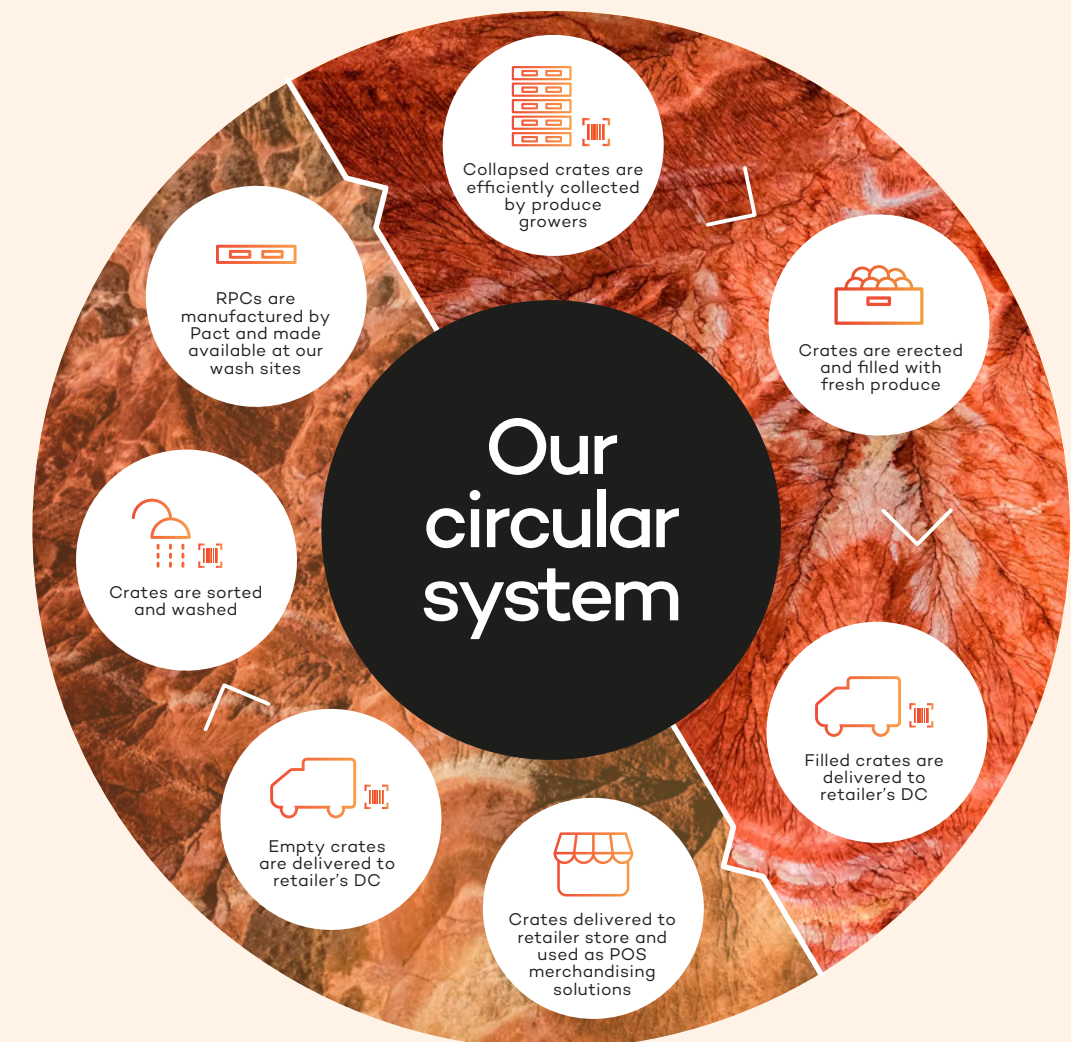 Our
circular
system
Collapsed crates are
efficiently collected
by produce
growers
Crates are erected
and filled with
fresh produce
Filled crates are
delivered to
retailer’s DC
Crates delivered to
retailer store and
used as POS
merchandising
solutions
Empty crates
are delivered to
retailer’s DC
Crates are sorted
and washed
RPCs are
manufactured by
Pact and made
available at our
wash sites